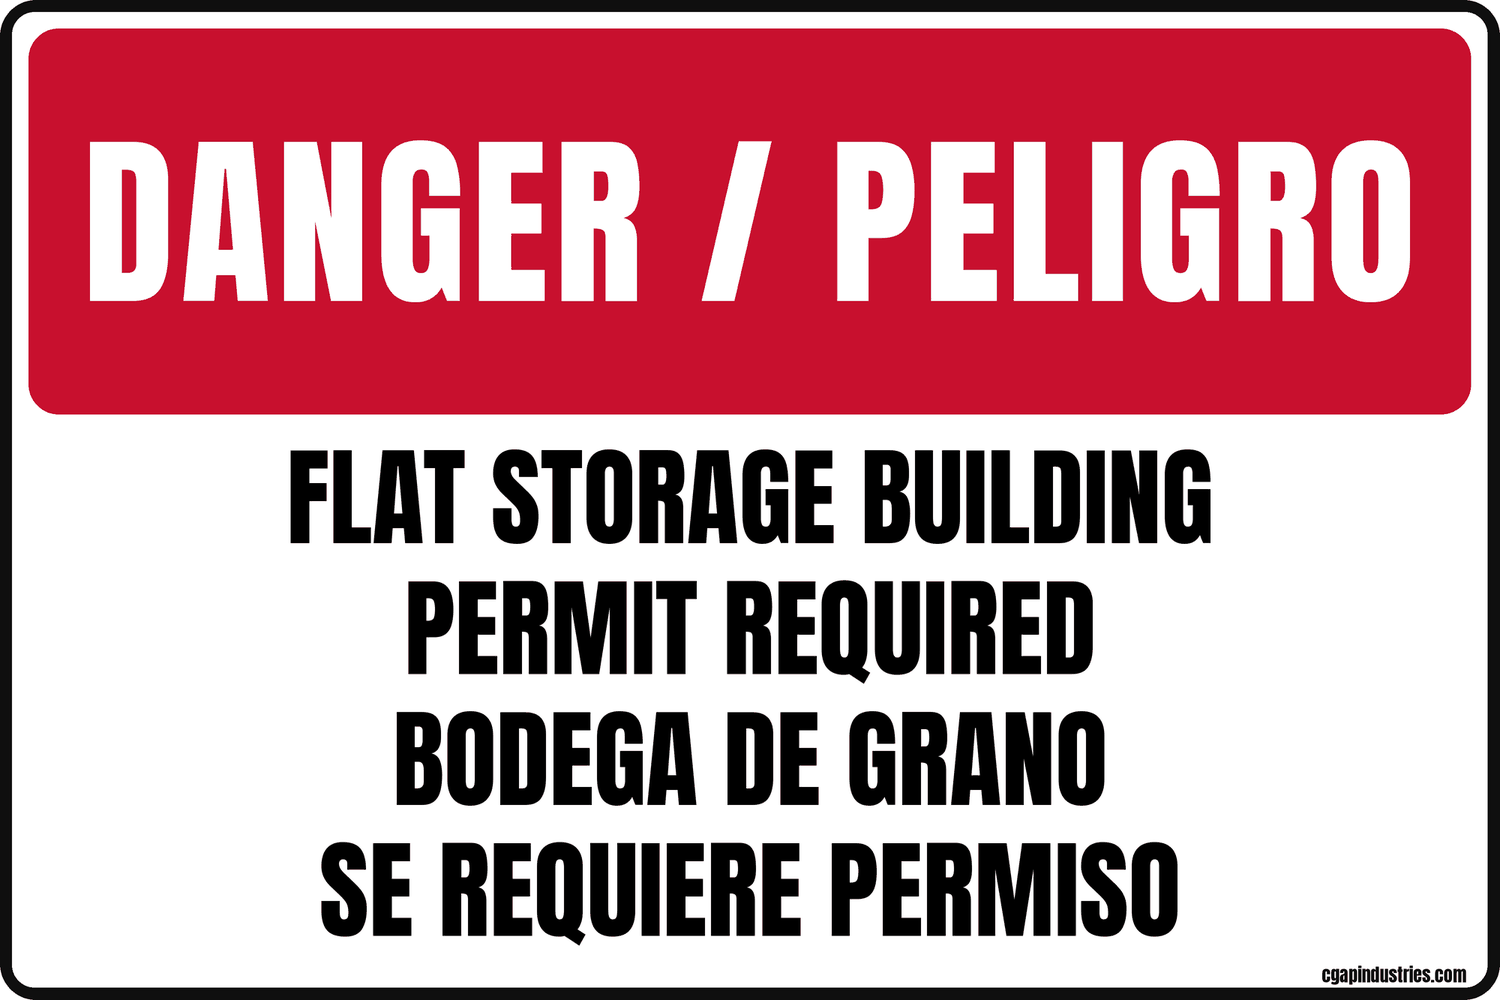 DANGER / PELIGRO
FLAT STORAGE BUILDING
PERMIT REQUIRED
BODEGA DE GRANO
SE REQUIERE PERMISO
cgapindustries.com